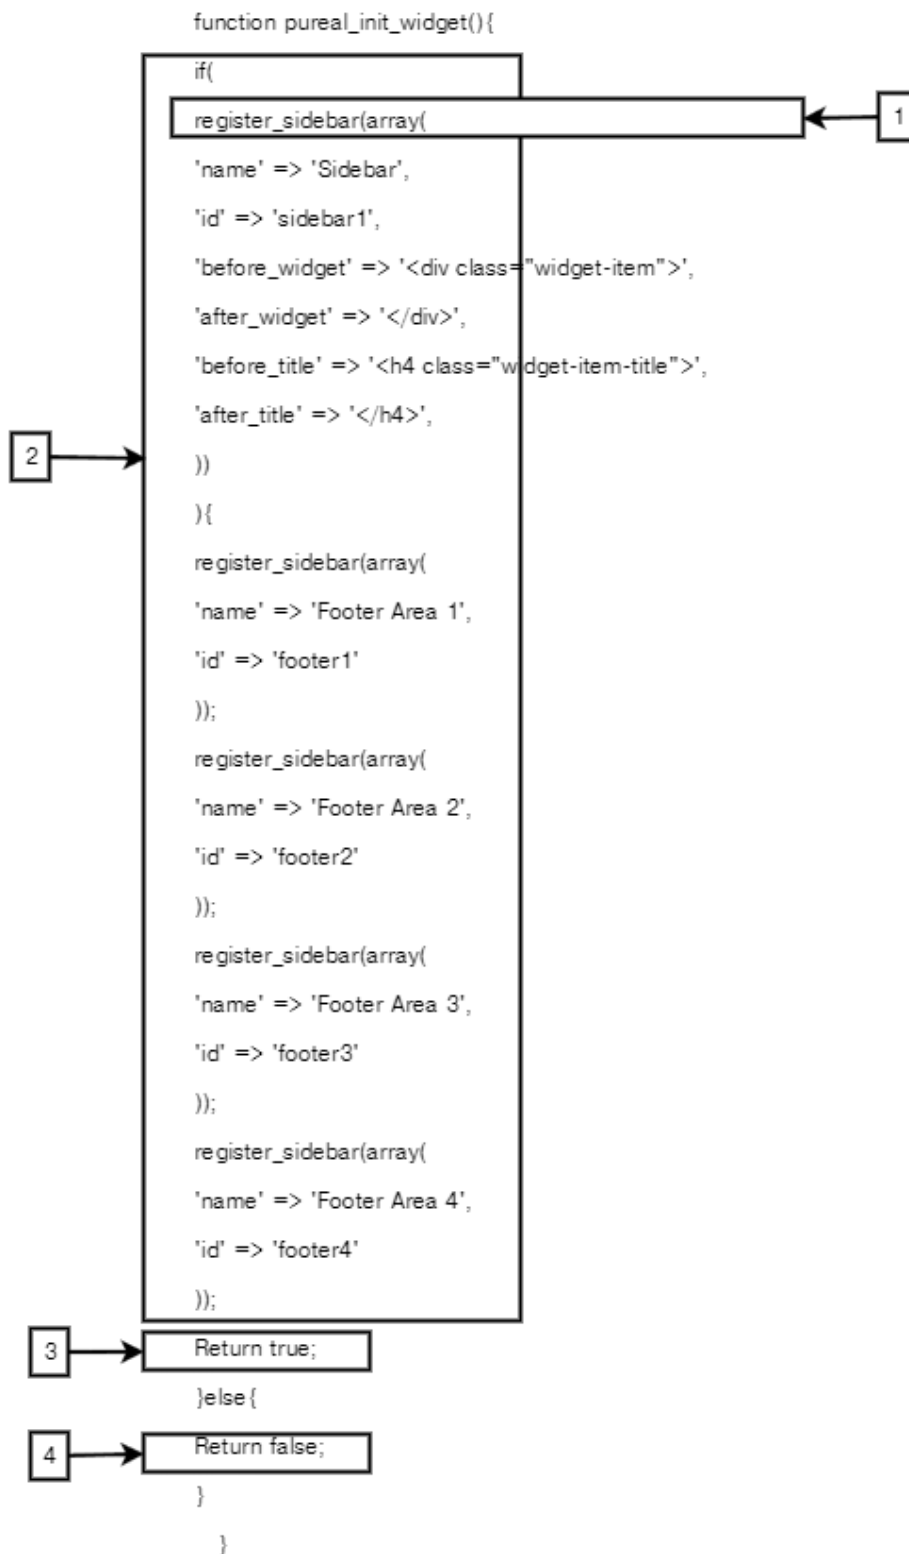 function pureal_init_widget(){
if(
register_sidebar(array(
1
'name' => 'Sidebar',
'id' => 'sidebar1',
'before_widget' => '<div class="widget-item">',
'after_widget' => '</div>',
'before_title' => '<h4 class="widget-item-title">',
'after_title' => '</h4>',
2
))
){
register_sidebar(array(
'name' => 'Footer Area 1',
'id' => 'footer1'
));
register_sidebar(array(
'name' => 'Footer Area 2',
'id' => 'footer2'
));
register_sidebar(array(
'name' => 'Footer Area 3',
'id' => 'footer3'
));
register_sidebar(array(
'name' => 'Footer Area 4',
'id' => 'footer4'
));
3
Return true;
}else{
4
Return false;
}
}